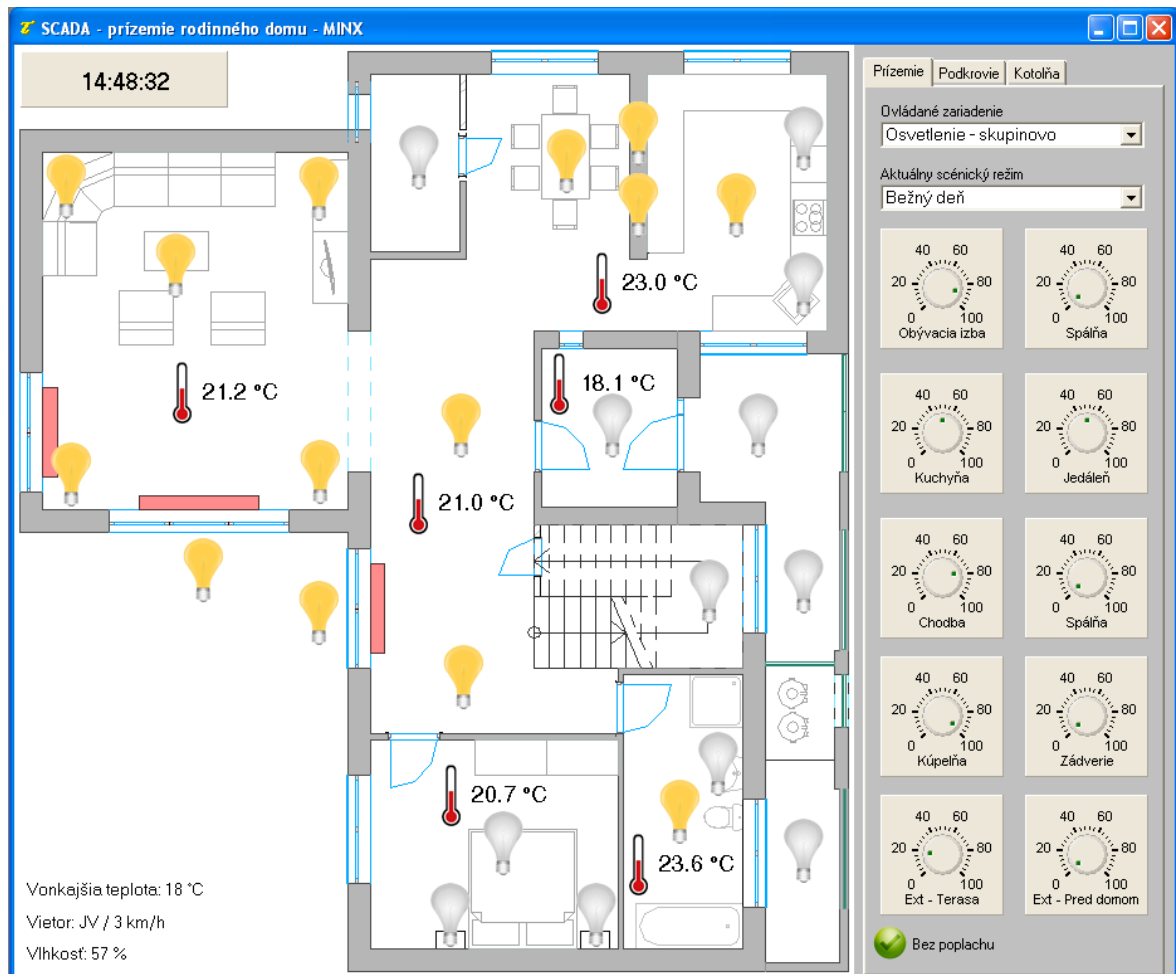 SCADA - prízemie rodinného domu - MINX
14:48:32
23.0 °C
21.2 °C
18.1 °C
21.0 °C
20.7 °C
23.6 °C
Vonkajšia teplota: 18 °C
Vietor: JV / 3 km/h
Vlhkosť: 57 %
Prízemie Podkrovie Kotolňa
Ovládané zariadenie
Osvetlenie - skupinovo
Aktuálny scénický režim
Bežný deň
40 60 40 60
20 80 20 80
0 100 0 100
Obývacia izba Spálňa
40 60 40 60
20 80 20 80
0 100 0 100
Kuchyňa Jedáleň
40 60 40 60
20 80 20 80
0 100 0 100
Chodba Spálňa
40 60 40 60
20 80 20 80
0 100 0 100
Kúpelňa Zádverie
40 60 40 60
20 80 20 80
0 100 0 100
Ext - Terasa Ext - Pred domom
Bez poplachu